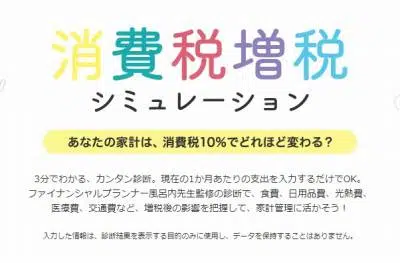 消費税増税
シミュレーション
あなたの家計は、消費税10%でどれほど変わる？
3分でわかる、カンタン診断。現在の1か月あたりの支出を入力するだけでOK。
ファイナンシャルプランナー風呂内先生監修の診断で、食費、日用品費、光熱費、
医療費、交通費など、増税後の影響を把握して、家計管理に活かそう！
入力した情報は、診断結果を表示する目的のみに使用し、データを保持することはありません。